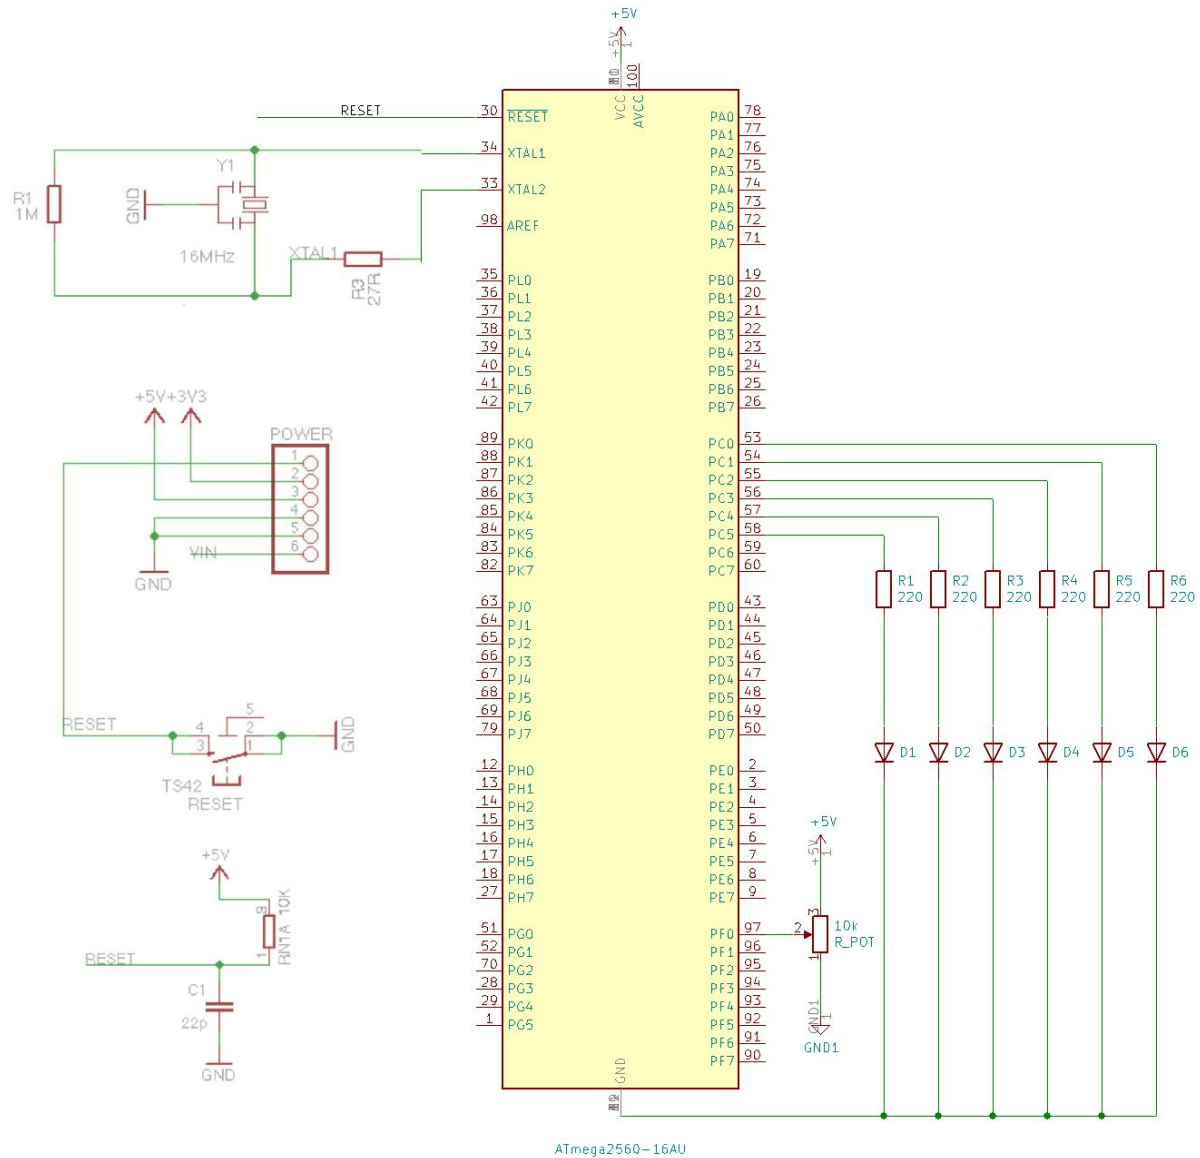 +5V
+5V
1
100
VCC
AVCC
RESET
30 RESET
34 XTAL1
33 XTAL2
98 AREF
35 PL0
36 PL1
37 PL2
38 PL3
39 PL4
40 PL5
41 PL6
42 PL7
89 PK0
88 PK1
87 PK2
86 PK3
85 PK4
84 PK5
83 PK6
82 PK7
63 PJ0
64 PJ1
65 PJ2
66 PJ3
67 PJ4
68 PJ5
69 PJ6
79 PJ7
12 PH0
13 PH1
14 PH2
15 PH3
16 PH4
17 PH5
18 PH6
27 PH7
51 PG0
52 PG1
70 PG2
28 PG3
29 PG4
1 PG5
PA0 78
PA1 77
PA2 76
PA3 75
PA4 74
PA5 73
PA6 72
PA7 71
PB0 19
PB1 20
PB2 21
PB3 22
PB4 23
PB5 24
PB6 25
PB7 26
PC0 53
PC1 54
PC2 55
PC3 56
PC4 57
PC5 58
PC6 59
PC7 60
PD0 43
PD1 44
PD2 45
PD3 46
PD4 47
PD5 48
PD6 49
PD7 50
PE0 2
PE1 3
PE2 4
PE3 5
PE4 6
PE5 7
PE6 8
PE7 9
PF0 97
PF1 96
PF2 95
PF3 94
PF4 93
PF5 92
PF6 91
PF7 90
GND
ATmega2560-16AU
R1
1M
GND
Y1
16MHz
XTAL1
R3
27R
+5V +3V3
POWER
1
2
3
4
5
6
VIN
GND
RESET
5
4 2
3 1
GND
TS42
RESET
+5V
3
1
RN1A 10K
RESET
C1
22p
GND
R1 R2 R3 R4 R5 R6
220 220 220 220 220 220
D1 D2 D3 D4 D5 D6
+5V
+5V
1
3
2
1
10k
R_POT
GND1
1
GND1